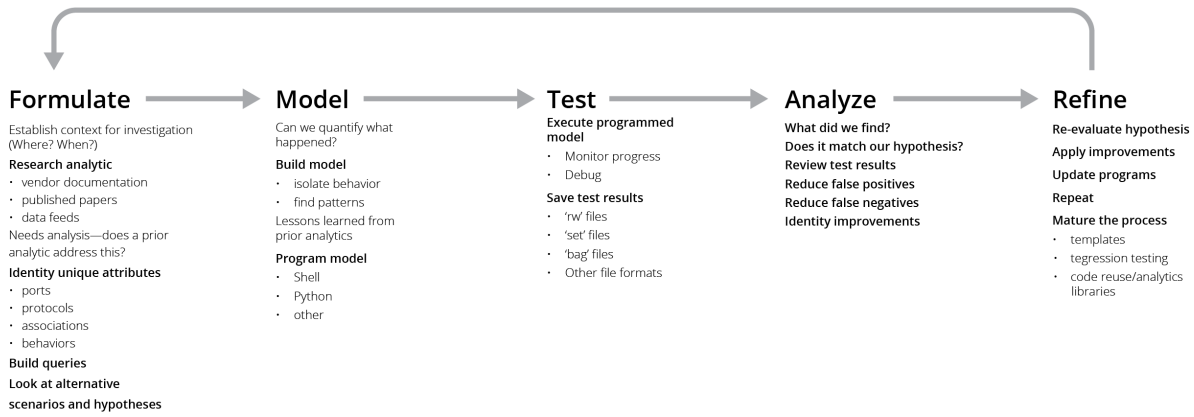 Formulate
Establish context for investigation
(Where? When?)
Research analytic
• vendor documentation
• published papers
• data feeds
Needs analysis—does a prior
analytic address this?
Identity unique attributes
• ports
• protocols
• associations
• behaviors
Build queries
Look at alternative
scenarios and hypotheses
Model
Can we quantify what
happened?
Build model
• isolate behavior
• find patterns
Lessons learned from
prior analytics
Program model
• Shell
• Python
• other
Test
Execute programmed
model
• Monitor progress
• Debug
Save test results
• ‘rw’ files
• ‘set’ files
• ‘bag’ files
• Other file formats
Analyze
What did we find?
Does it match our hypothesis?
Review test results
Reduce false positives
Reduce false negatives
Identity improvements
Refine
Re-evaluate hypothesis
Apply improvements
Update programs
Repeat
Mature the process
• templates
• tegression testing
• code reuse/analytics
libraries